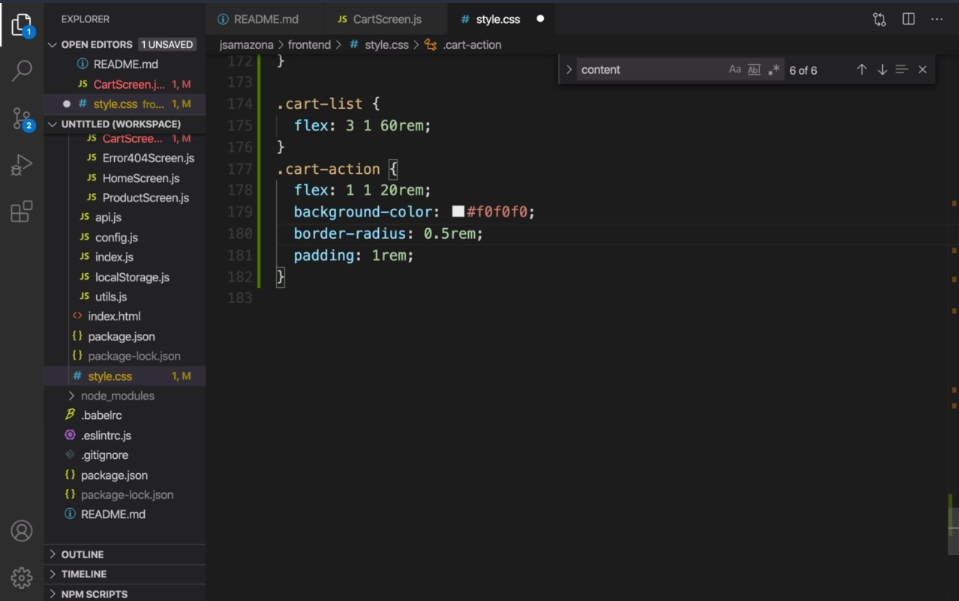 EXPLORER
README.md
JS CartScreen.js
# style.css
OPEN EDITORS 1 UNSAVED
jsamazona > frontend > # style.css > .cart-action
README.md
JS CartScreen.j... 1, M
# style.css fro... 1, M
UNTITLED (WORKSPACE)
JS CartScree... 1, M
JS Error404Screen.js
JS HomeScreen.js
JS ProductScreen.js
JS api.js
JS config.js
JS index.js
JS localStorage.js
JS utils.js
<> index.html
{ } package.json
{ } package-lock.json
# style.css 1, M
> node_modules
.babelrc
.eslintrc.js
.gitignore
{ } package.json
{ } package-lock.json
README.md
> OUTLINE
> TIMELINE
> NPM SCRIPTS
1
2
content Aa Abl .* 6 of 6
172 }
173
174 .cart-list {
175 flex: 3 1 60rem;
176 }
177 .cart-action {
178 flex: 1 1 20rem;
179 background-color: #f0f0f0;
180 border-radius: 0.5rem;
181 padding: 1rem;
182 }
183